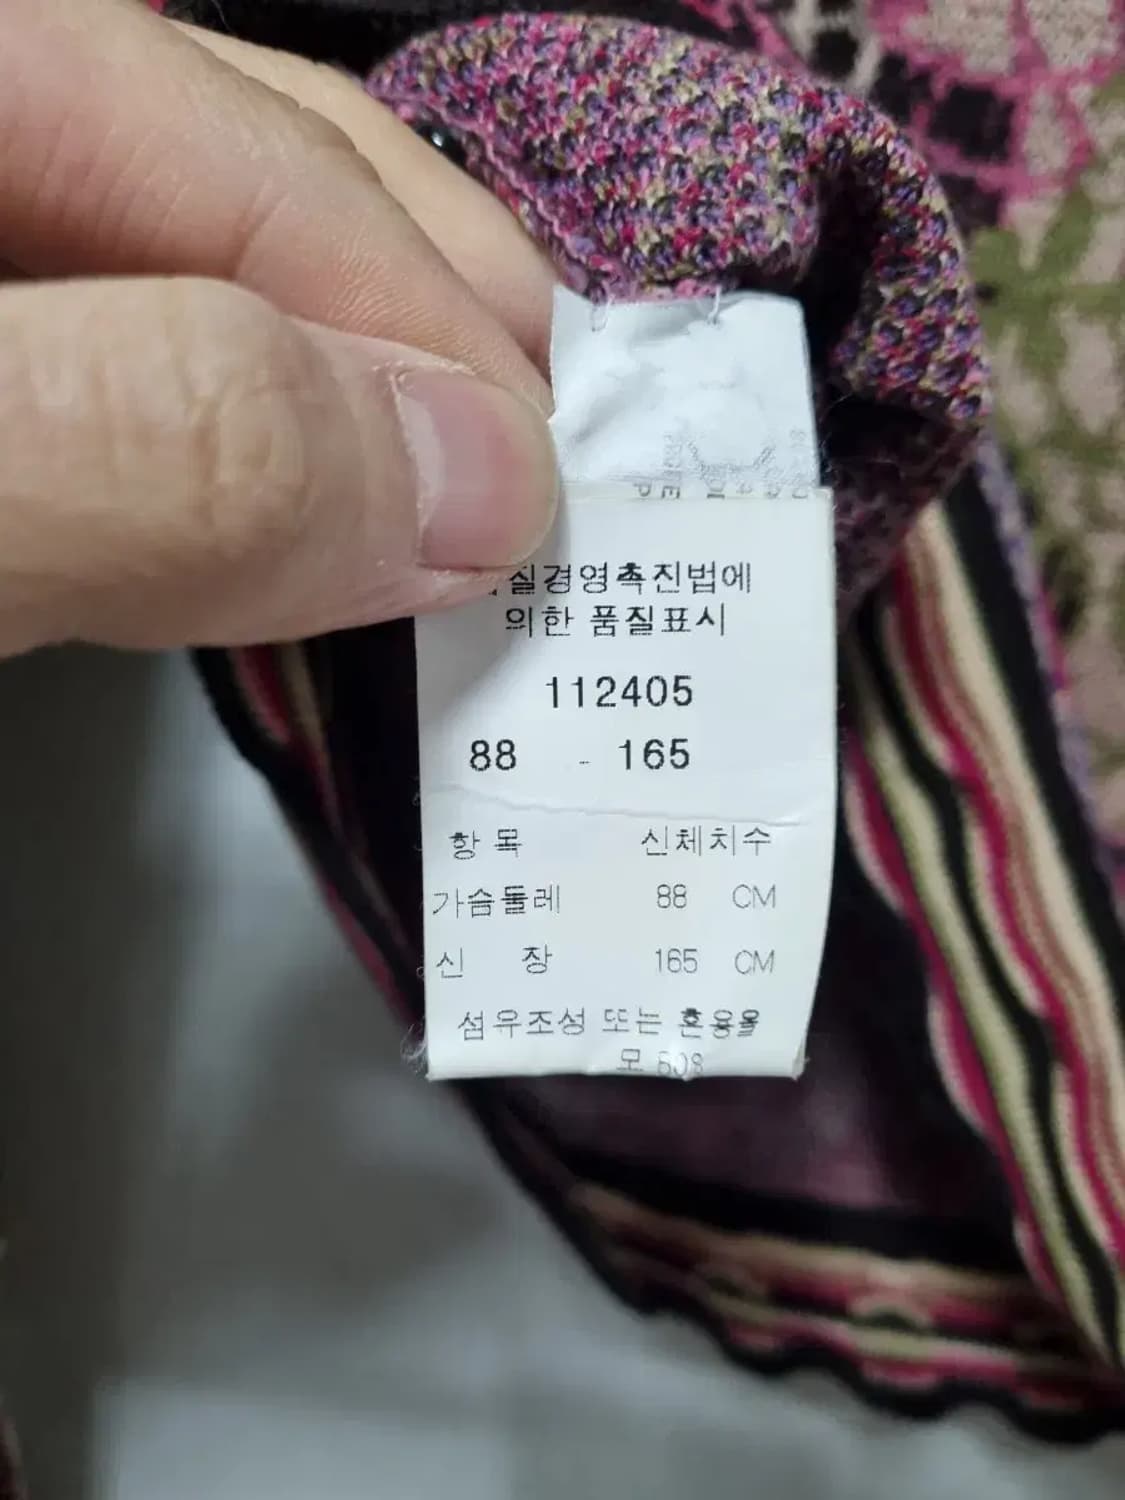 질경영촉진법에
의한 품질표시
112405
88 - 165
항 목 신체치수
가슴둘레 88 CM
신 장 165 CM
섬유조성 또는 혼용율
모